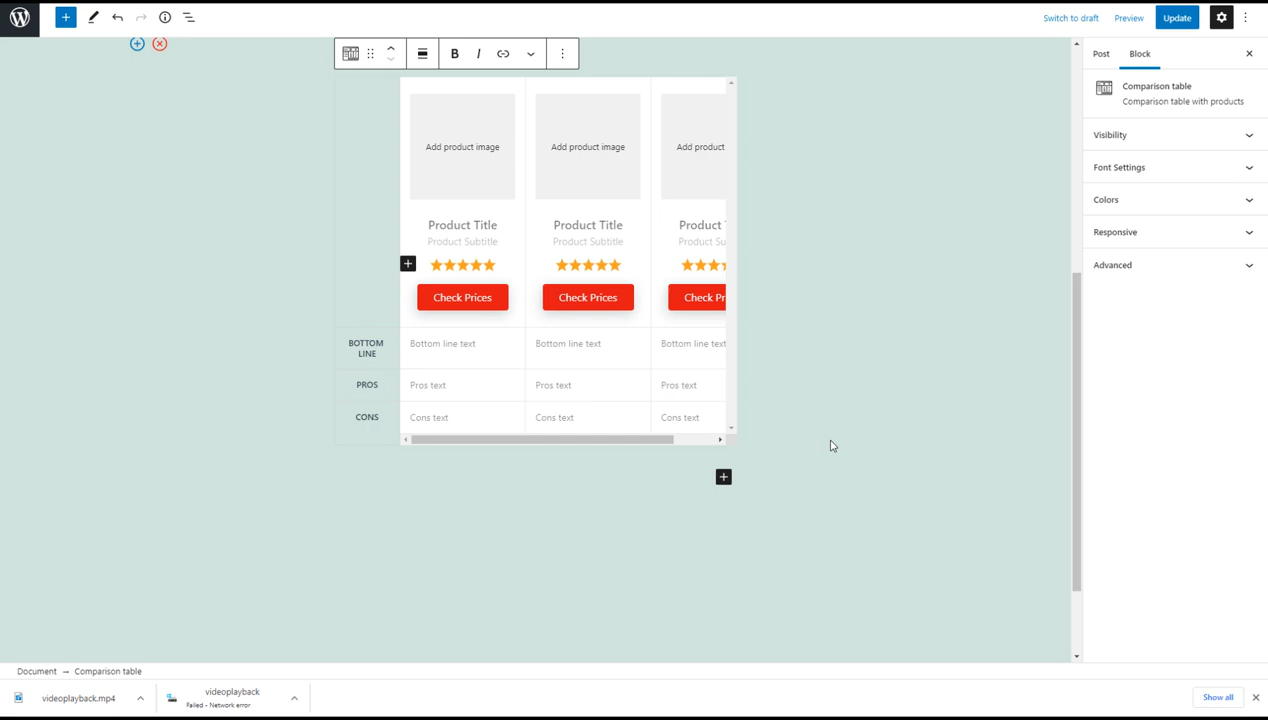 Switch to draft Preview Update
B I
Post Block
Comparison table
Comparison table with products
Visibility
Font Settings
Colors
Responsive
Advanced
Add product image Add product image Add product
Product Title Product Title Product T
Product Subtitle Product Subtitle Product Su
Check Prices Check Prices Check Pr
BOTTOM
LINE
Bottom line text Bottom line text Bottom line text
PROS Pros text Pros text Pros text
CONS Cons text Cons text Cons text
Document → Comparison table
videoplayback.mp4
videoplayback
Failed - Network error
Show all